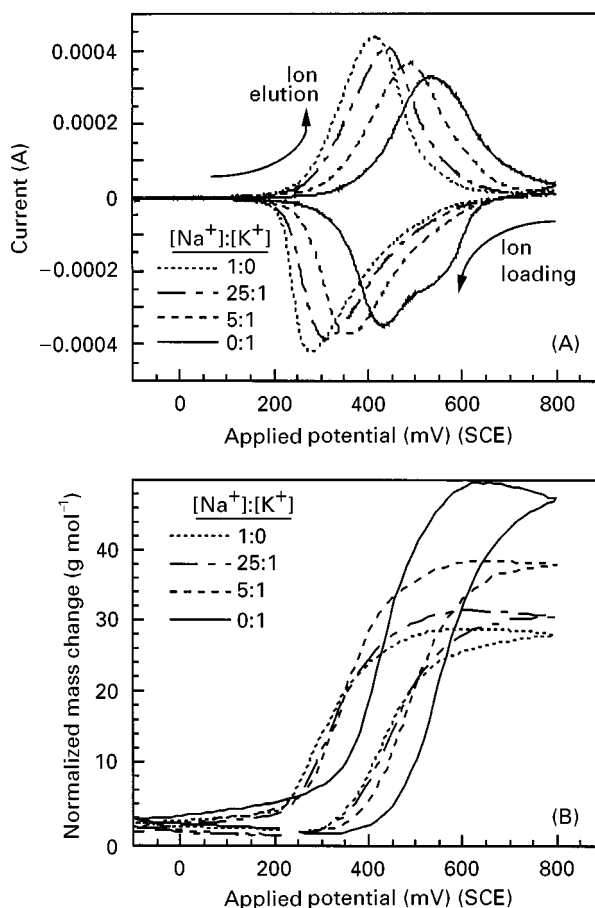 0.0004
0.0002
0
−0.0002
−0.0004
Current (A)
Ion
elution
[Na⁺]:[K⁺]
1:0
25:1
5:1
0:1
Ion
loading
(A)
0 200 400 600 800
Applied potential (mV) (SCE)
[Na⁺]:[K⁺]
1:0
25:1
5:1
0:1
40
30
20
10
0
Normalized mass change (g mol⁻¹)
(B)
0 200 400 600 800
Applied potential (mV) (SCE)